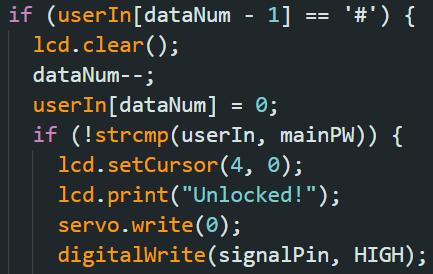 if (userIn[dataNum - 1] == '#') {
lcd.clear();
dataNum--;
userIn[dataNum] = 0;
if (!strcmp(userIn, mainPW)) {
lcd.setCursor(4, 0);
lcd.print("Unlocked!");
servo.write(0);
digitalWrite(signalPin, HIGH);